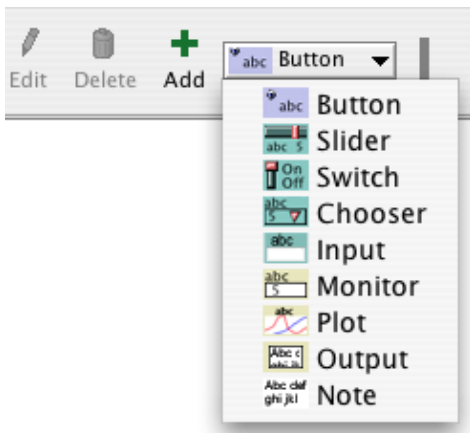 Edit Delete Add abc Button
abc Button
abc 5 Slider
On Off Switch
abc 5 Chooser
abc Input
abc 5 Monitor
abc Plot
Abc c Output
Abc def ghi jkl Note